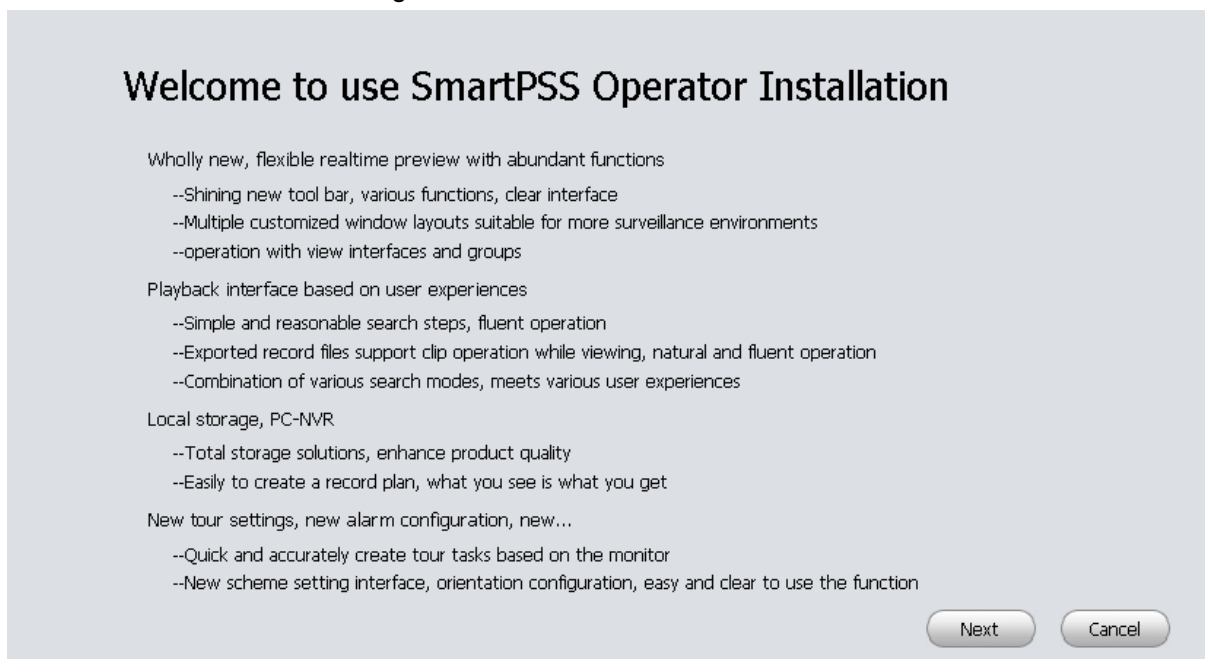 Welcome to use SmartPSS Operator Installation
Wholly new, flexible realtime preview with abundant functions
--Shining new tool bar, various functions, clear interface
--Multiple customized window layouts suitable for more surveillance environments
--operation with view interfaces and groups
Playback interface based on user experiences
--Simple and reasonable search steps, fluent operation
--Exported record files support clip operation while viewing, natural and fluent operation
--Combination of various search modes, meets various user experiences
Local storage, PC-NVR
--Total storage solutions, enhance product quality
--Easily to create a record plan, what you see is what you get
New tour settings, new alarm configuration, new...
--Quick and accurately create tour tasks based on the monitor
--New scheme setting interface, orientation configuration, easy and clear to use the function
Next Cancel